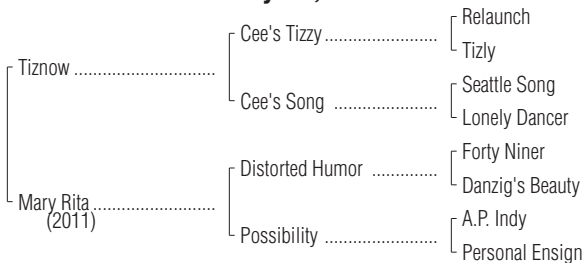 Relaunch
Cee's Tizzy ........................
Tizly
Tiznow ..............................
Seattle Song
Cee's Song ......................
Lonely Dancer
Forty Niner
Distorted Humor ..............
Danzig's Beauty
Mary Rita ..........................
(2011)
A.P. Indy
Possibility ........................
Personal Ensign